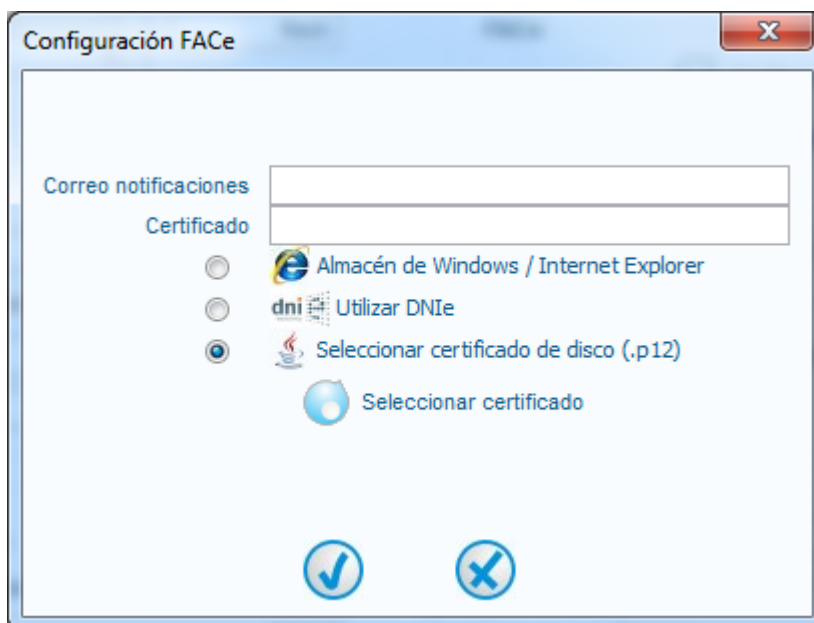 Configuración FACe
Correo notificaciones
Certificado
Almacén de Windows / Internet Explorer
dni Utilizar DNIe
Seleccionar certificado de disco (.p12)
Seleccionar certificado